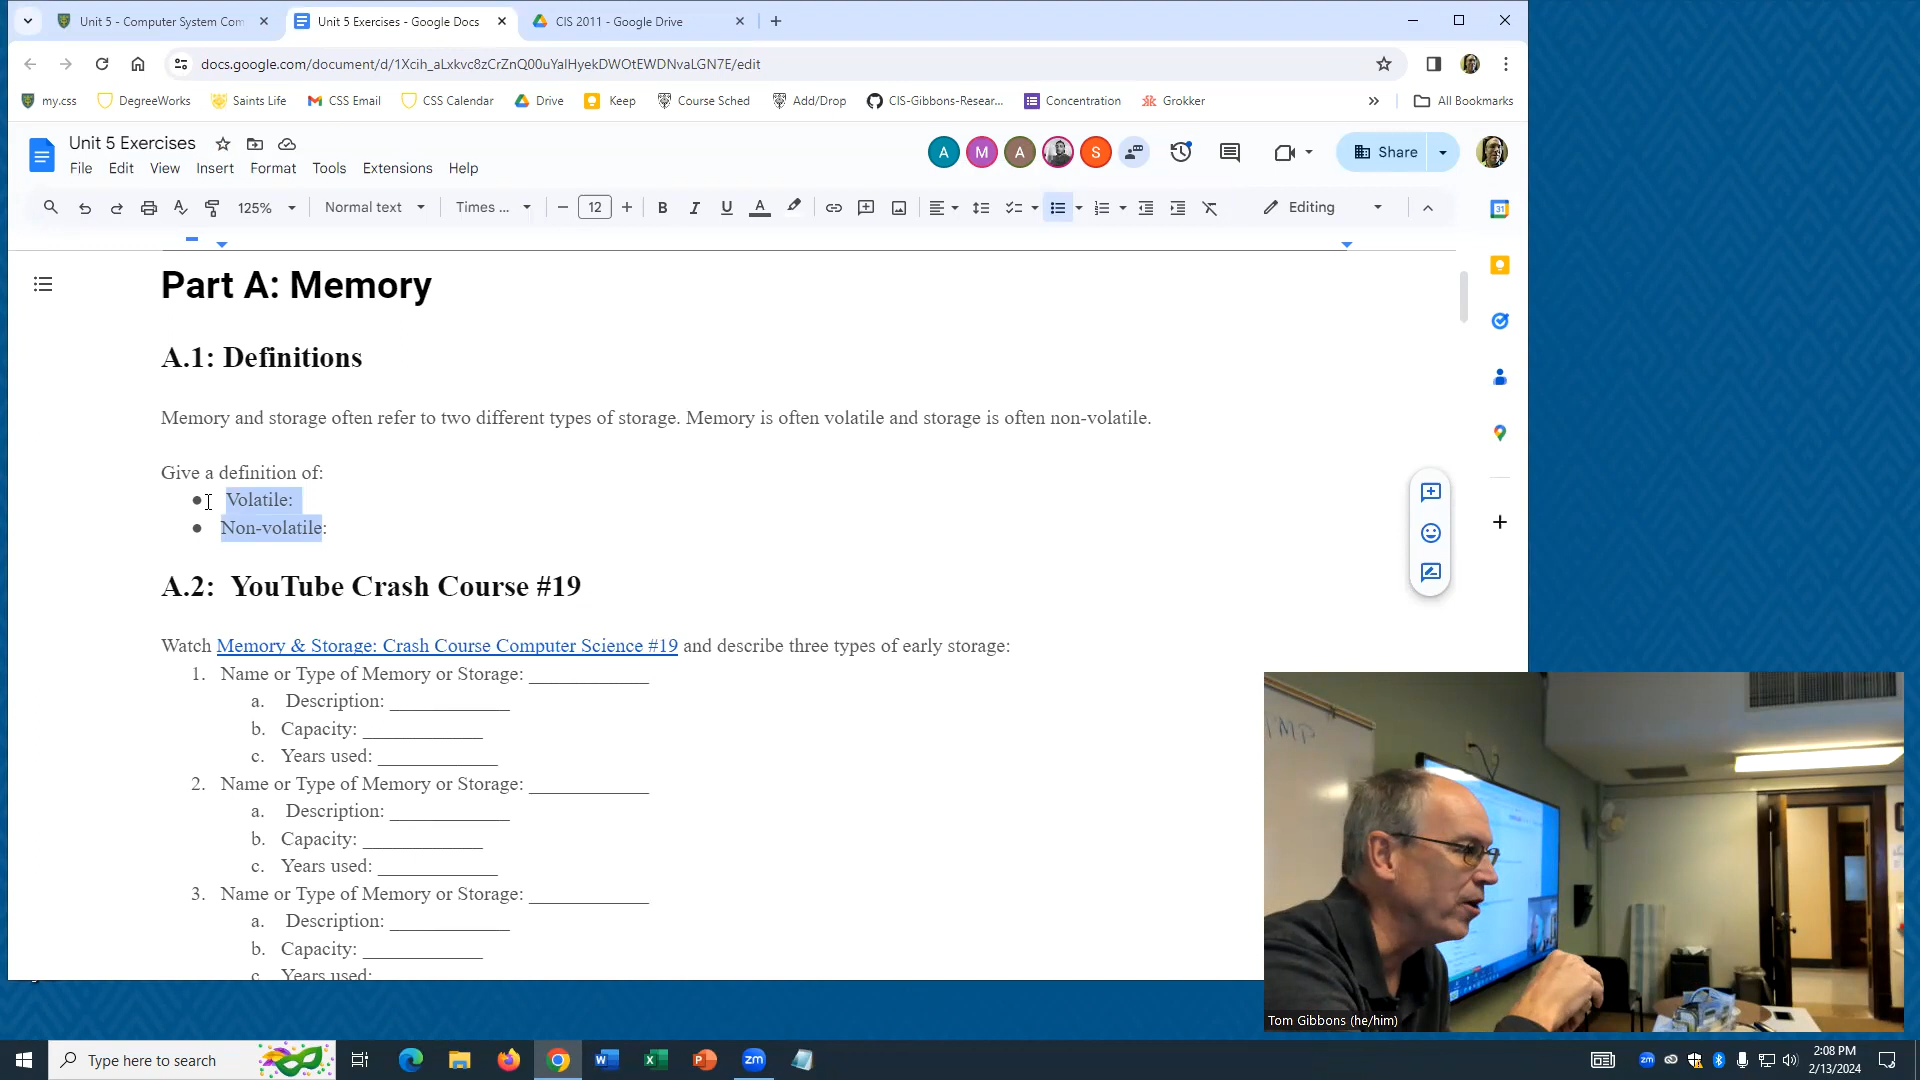 Unit 5 - Computer System Com
Unit 5 Exercises - Google Docs
CIS 2011 - Google Drive
docs.google.com/document/d/1Xcih_aLxkvc8zCrZnQ00uYalHyekDWOtEWDNvaLGN7E/edit
my.css
DegreeWorks
Saints Life
CSS Email
CSS Calendar
Drive
Keep
Course Sched
Add/Drop
CIS-Gibbons-Resear...
Concentration
Grokker
All Bookmarks
Unit 5 Exercises
File Edit View Insert Format Tools Extensions Help
A M A S
Share
125% Normal text Times ... 12 B I U A Editing
31
Part A: Memory
A.1: Definitions
Memory and storage often refer to two different types of storage. Memory is often volatile and storage is often non-volatile.
Give a definition of:
● Volatile:
● Non-volatile:
A.2: YouTube Crash Course #19
Watch Memory & Storage: Crash Course Computer Science #19 and describe three types of early storage:
1. Name or Type of Memory or Storage: ____________
a. Description: ____________
b. Capacity: ____________
c. Years used: ____________
2. Name or Type of Memory or Storage: ____________
a. Description: ____________
b. Capacity: ____________
c. Years used: ____________
3. Name or Type of Memory or Storage: ____________
a. Description: ____________
b. Capacity: ____________
c. Years used:
Tom Gibbons (he/him)
Type here to search
zm
2:08 PM
2/13/2024